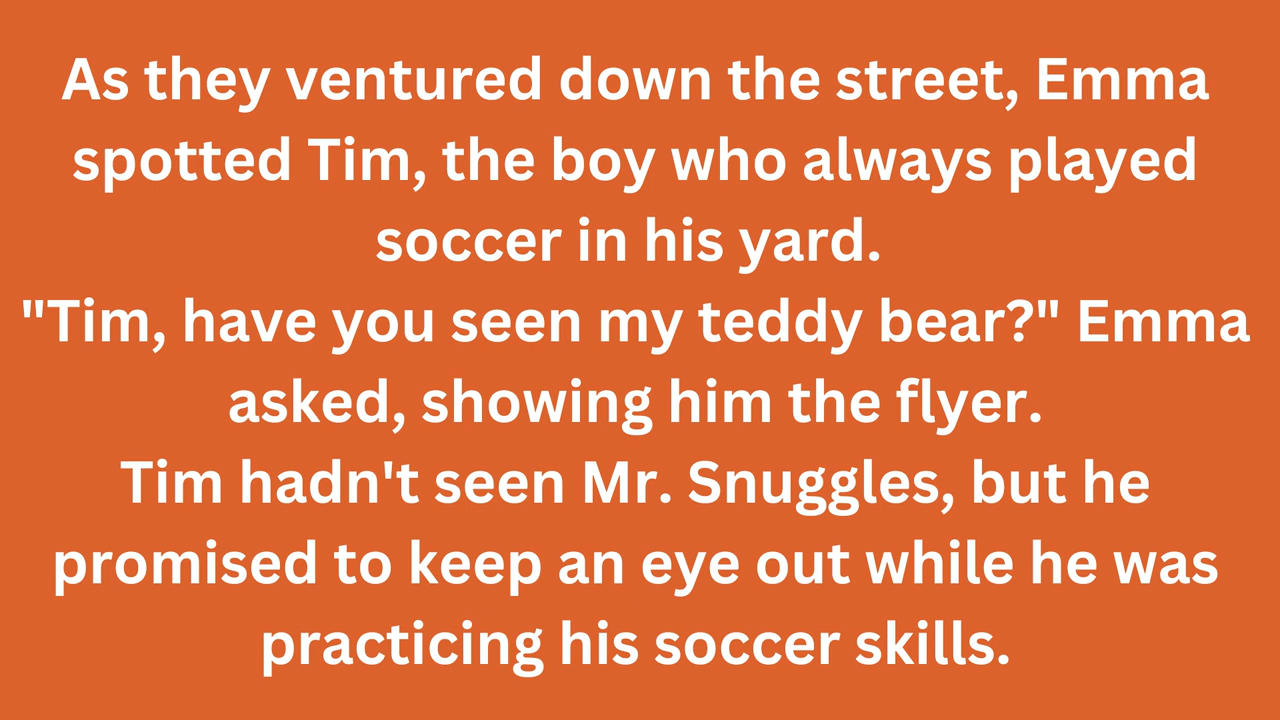 As they ventured down the street, Emma
spotted Tim, the boy who always played
soccer in his yard.
"Tim, have you seen my teddy bear?" Emma
asked, showing him the flyer.
Tim hadn't seen Mr. Snuggles, but he
promised to keep an eye out while he was
practicing his soccer skills.